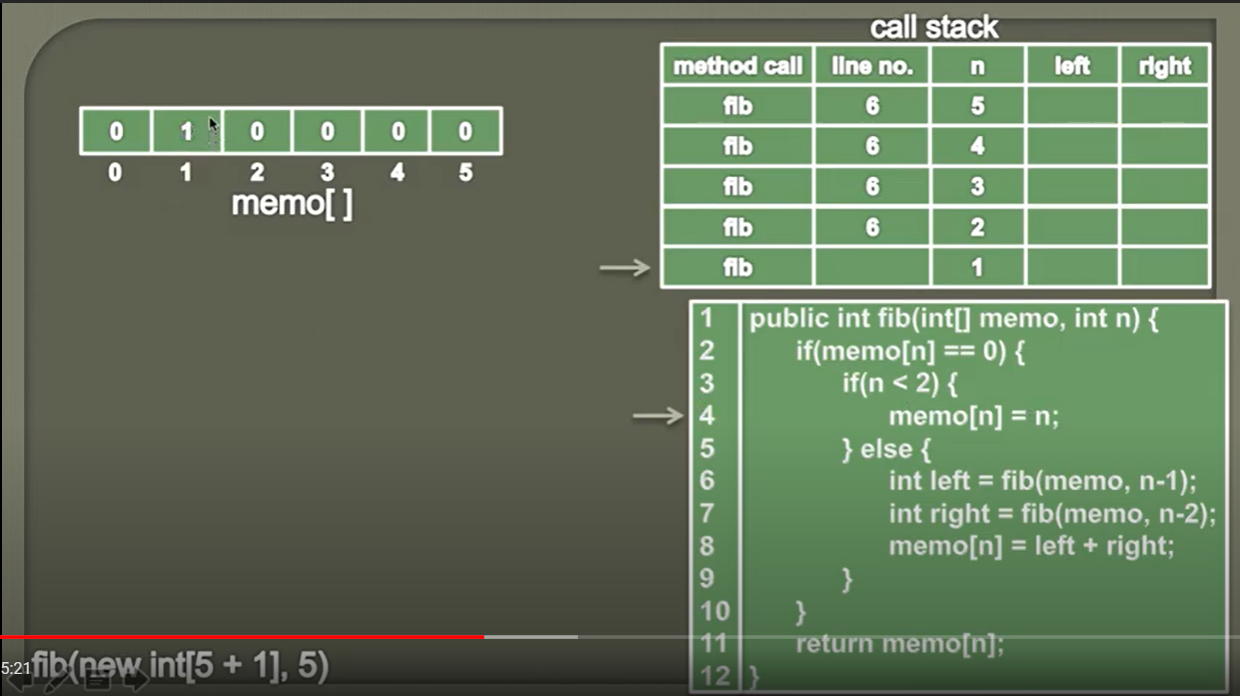 call stack
method call line no. n left right
fib 6 5
fib 6 4
fib 6 3
fib 6 2
fib 1
0 1 0 0 0 0
0 1 2 3 4 5
memo[ ]
1 public int fib(int[] memo, int n) {
2 if(memo[n] == 0) {
3 if(n < 2) {
4 memo[n] = n;
5 } else {
6 int left = fib(memo, n-1);
7 int right = fib(memo, n-2);
8 memo[n] = left + right;
9 }
10 }
11 return memo[n];
12 }
fib(new int[5 + 1], 5)
5:21